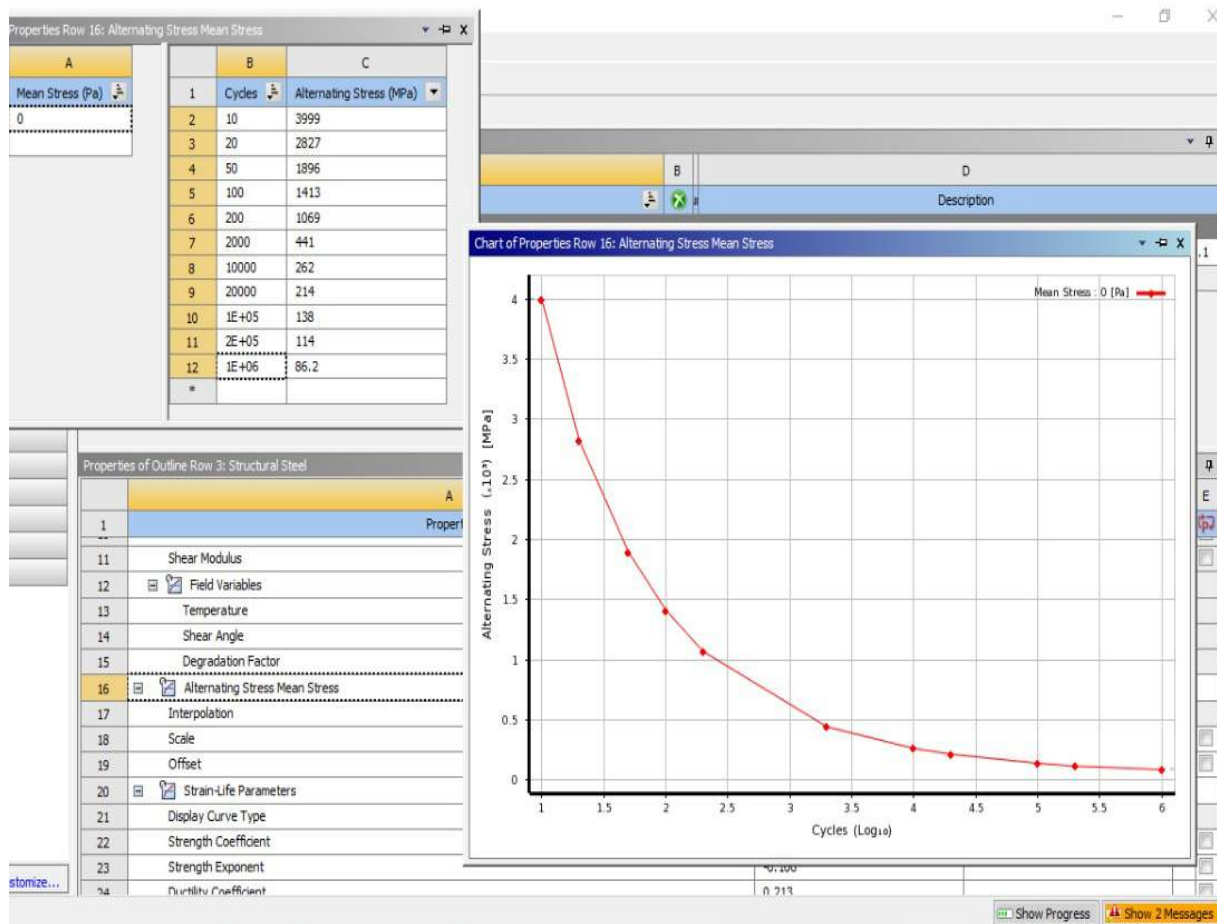 Properties Row 16: Alternating Stress Mean Stress
A
Mean Stress (Pa)
0
B C
1 Cycles Alternating Stress (MPa)
2 10 3999
3 20 2827
4 50 1896
5 100 1413
6 200 1069
7 2000 441
8 10000 262
9 20000 214
10 1E+05 138
11 2E+05 114
12 1E+06 86.2
*
B D
Description
Chart of Properties Row 16: Alternating Stress Mean Stress
.1
Mean Stress : 0 [Pa]
4
3.5
3
2.5
2
1.5
1
0.5
0
Alternating Stress (.10³) [MPa]
1 1.5 2 2.5 3 3.5 4 4.5 5 5.5 6
Cycles (Log₁₀)
Properties of Outline Row 3: Structural Steel
A
E
1 Propert
11 Shear Modulus
12 Field Variables
13 Temperature
14 Shear Angle
15 Degradation Factor
16 Alternating Stress Mean Stress
17 Interpolation
18 Scale
19 Offset
20 Strain-Life Parameters
21 Display Curve Type
22 Strength Coefficient
23 Strength Exponent -0.106
24 Ductility Coefficient 0.213
stomize...
Show Progress Show 2 Messages